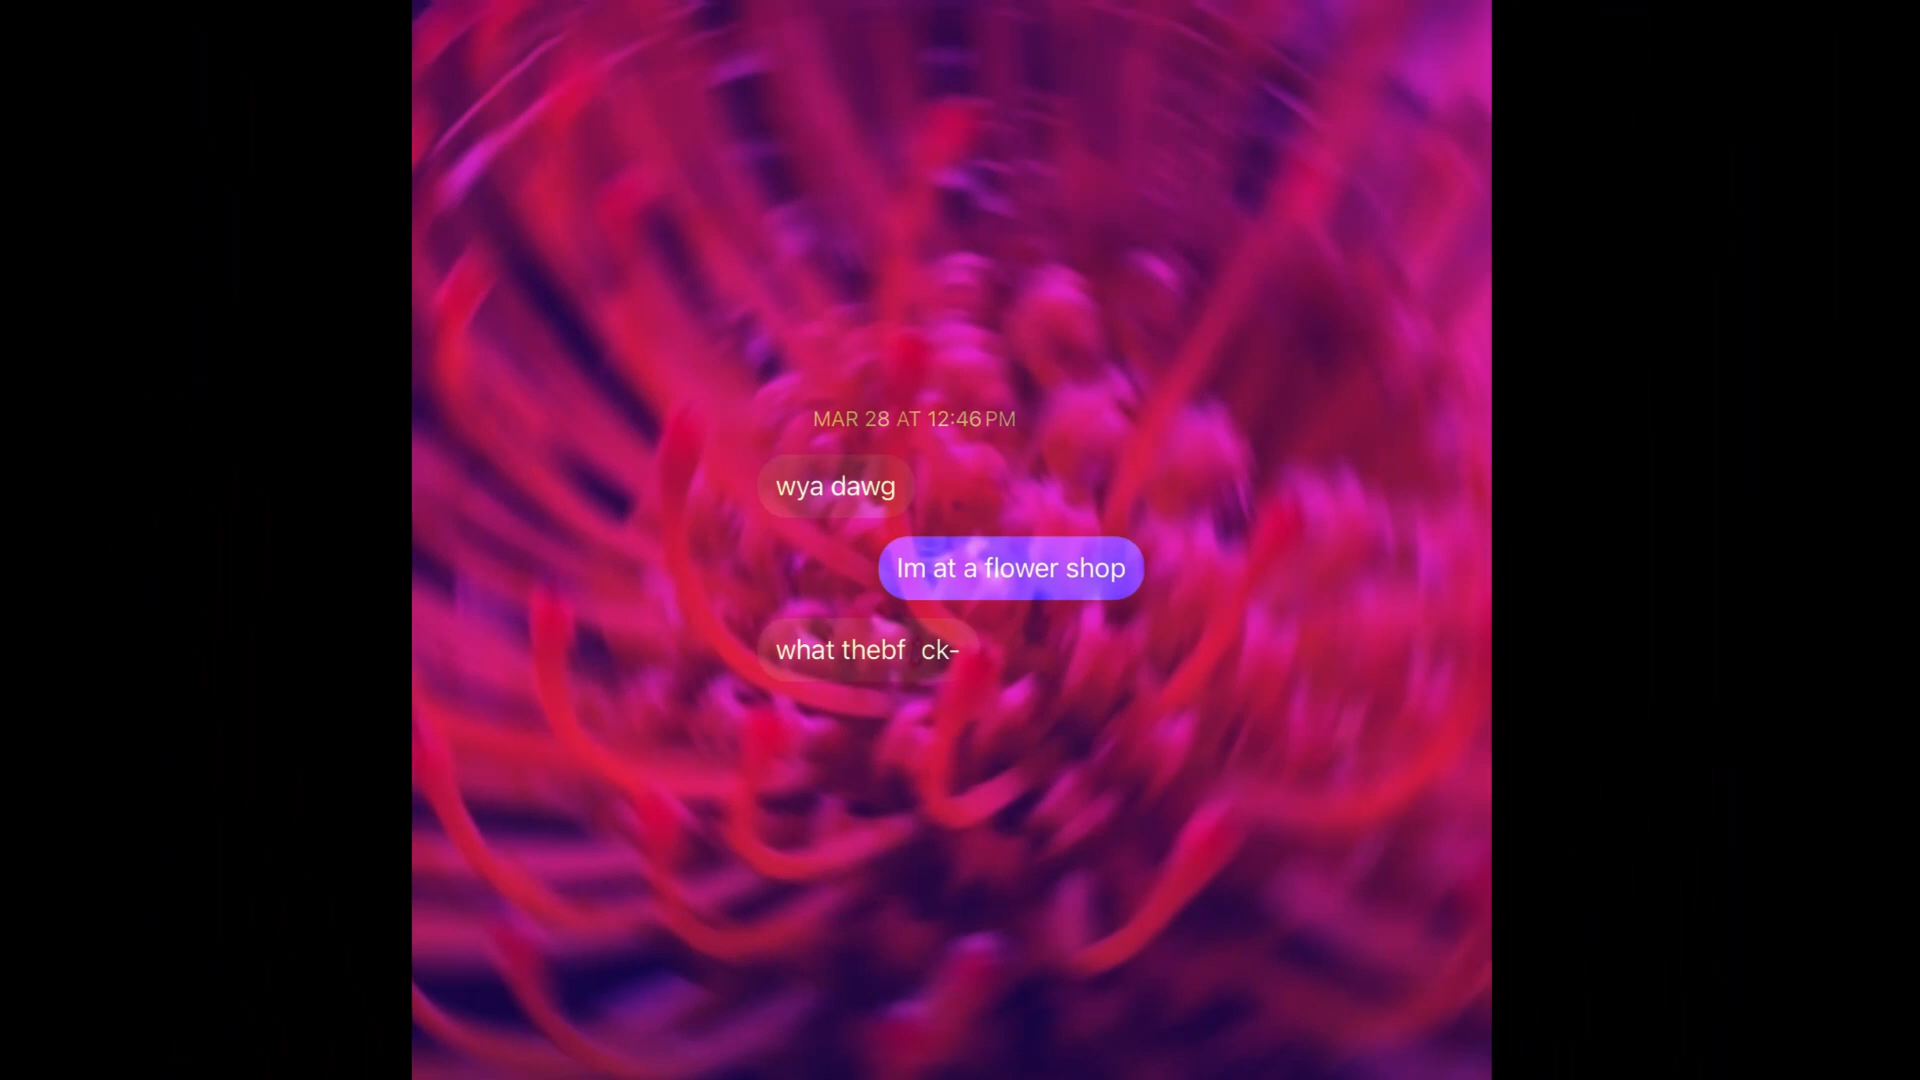 MAR 28 AT 12:46 PM
wya dawg
Im at a flower shop
what thebf ck-